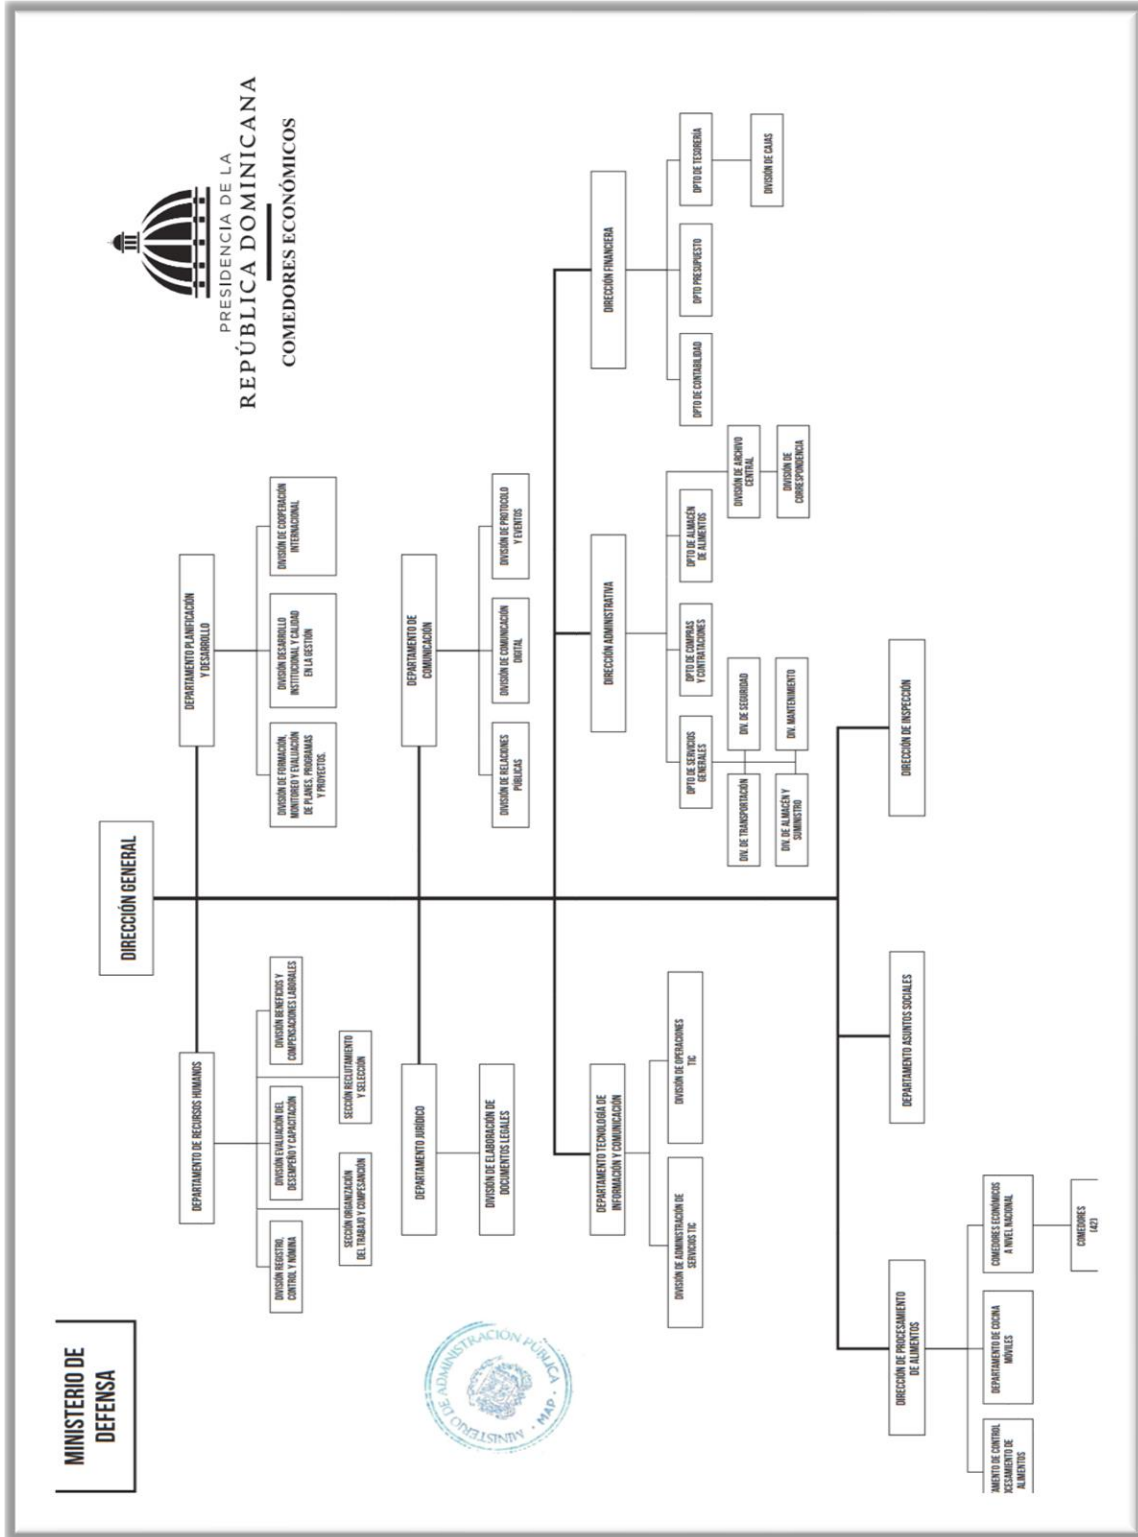 MINISTERIO DE
DEFENSA
DIRECCIÓN GENERAL
PRESIDENCIA DE LA
REPÚBLICA DOMINICANA
COMEDORES ECONÓMICOS
DEPARTAMENTO DE RECURSOS HUMANOS
DIVISIÓN REGISTRO,
CONTROL Y NÓMINA
DIVISIÓN EVALUACIÓN DEL
DESEMPEÑO Y CAPACITACIÓN
DIVISIÓN BENEFICIOS Y
COMPENSACIONES LABORALES
SECCIÓN ORGANIZACIÓN
DEL TRABAJO Y COMPESANCIÓN
SECCIÓN RECLUTAMIENTO
Y SELECCIÓN
DEPARTAMENTO PLANIFICACIÓN
Y DESARROLLO
DIVISIÓN DE FORMACIÓN,
MONITOREO Y EVALUACIÓN
DE PLANES, PROGRAMAS
Y PROYECTOS.
DIVISIÓN DESARROLLO
INSTITUCIONAL Y CALIDAD
EN LA GESTIÓN
DIVISIÓN DE COOPERACIÓN
INTERNACIONAL
DEPARTAMENTO JURÍDICO
DIVISIÓN DE ELABORACIÓN DE
DOCUMENTOS LEGALES
DEPARTAMENTO DE
COMUNICACIÓN
DIVISIÓN DE RELACIONES
PÚBLICAS
DIVISIÓN DE COMUNICACIÓN
DIGITAL
DIVISIÓN DE PROTOCOLO
Y EVENTOS
MINISTERIO DE ADMINISTRACIÓN PÚBLICA
• MAP •
DEPARTAMENTO TECNOLOGÍA DE
INFORMACIÓN Y COMUNICACIÓN
DIVISIÓN DE ADMINISTRACIÓN DE
SERVICIOS TIC
DIVISIÓN DE OPERACIONES
TIC
DIRECCIÓN ADMINISTRATIVA
DPTO DE SERVICIOS
GENERALES
DPTO DE COMPRAS
Y CONTRATACIONES
DPTO DE ALMACÉN
DE ALIMENTOS
DIV. DE TRANSPORTACIÓN
DIV. DE SEGURIDAD
DIV. DE ALMACÉN Y
SUMINISTRO
DIV. MANTENIMIENTO
DIVISIÓN DE ARCHIVO
CENTRAL
DIVISIÓN DE
CORRESPONDENCIA
DIRECCIÓN FINANCIERA
DPTO DE CONTABILIDAD
DPTO PRESUPUESTO
DPTO DE TESORERÍA
DIVISIÓN DE CAJAS
DIRECCIÓN DE PROCESAMIENTO
DE ALIMENTOS
AMENTO DE CONTROL
OCESAMIENTO DE
ALIMENTOS
DEPARTAMENTO DE COCINA
MÓVILES
COMEDORES ECONÓMICOS
A NIVEL NACIONAL
COMEDORES
(42)
DEPARTAMENTO ASUNTOS SOCIALES
DIRECCIÓN DE INSPECCIÓN